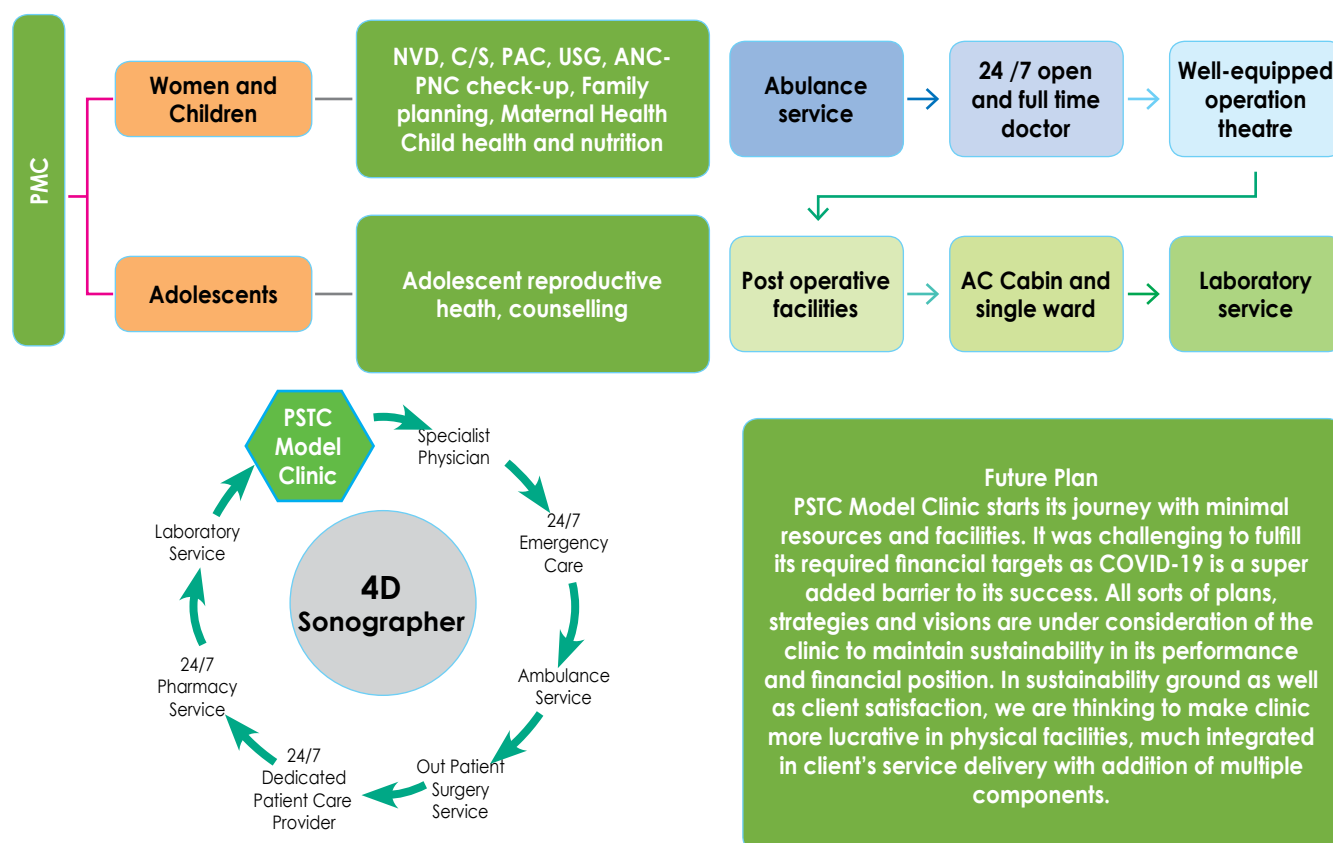 PMC
Women and
Children
NVD, C/S, PAC, USG, ANC-
PNC check-up, Family
planning, Maternal Health
Child health and nutrition
Adolescents
Adolescent reproductive
heath, counselling
Abulance
service
24 /7 open
and full time
doctor
Well-equipped
operation
theatre
Post operative
facilities
AC Cabin and
single ward
Laboratory
service
PSTC
Model
Clinic
Specialist
Physician
24/7
Emergency
Care
Ambulance
Service
Out Patient
Surgery
Service
24/7
Dedicated
Patient Care
Provider
24/7
Pharmacy
Service
Laboratory
Service
4D
Sonographer
Future Plan
PSTC Model Clinic starts its journey with minimal
resources and facilities. It was challenging to fulfill
its required financial targets as COVID-19 is a super
added barrier to its success. All sorts of plans,
strategies and visions are under consideration of the
clinic to maintain sustainability in its performance
and financial position. In sustainability ground as well
as client satisfaction, we are thinking to make clinic
more lucrative in physical facilities, much integrated
in client’s service delivery with addition of multiple
components.